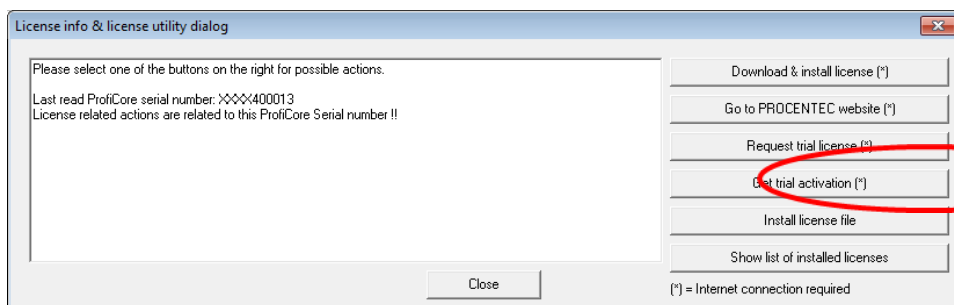 License info & license utility dialog
Please select one of the buttons on the right for possible actions.
Last read ProfiCore serial number: XXXX400013
License related actions are related to this ProfiCore Serial number !!
Download & install license (*)
Go to PROCENTEC website (*)
Request trial license (*)
Get trial activation (*)
Install license file
Show list of installed licenses
Close
(*) = Internet connection required